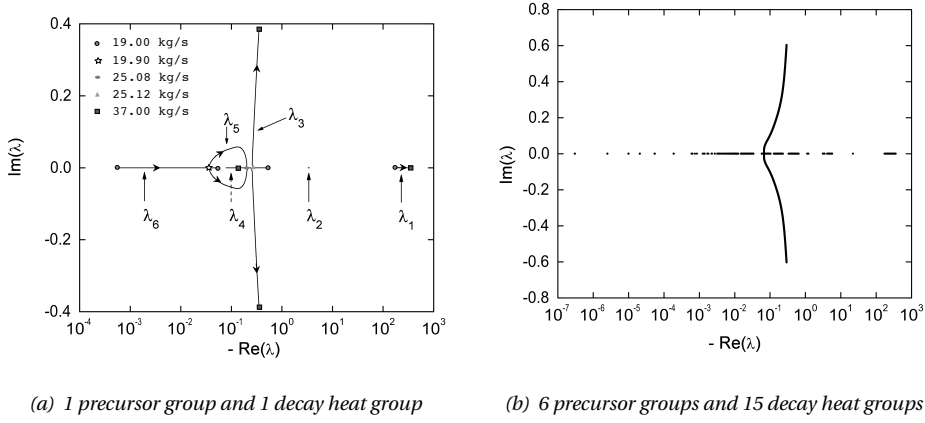 0.4
0.2
0.0
-0.2
-0.4
Im(λ)
19.00 kg/s
19.90 kg/s
25.08 kg/s
25.12 kg/s
37.00 kg/s
λ5
λ3
λ6
λ4
λ2
λ1
10-4 10-3 10-2 10-1 100 101 102 103
- Re(λ)
(a) 1 precursor group and 1 decay heat group
0.8
0.6
0.4
0.2
0.0
-0.2
-0.4
-0.6
-0.8
Im(λ)
10-7 10-6 10-5 10-4 10-3 10-2 10-1 100 101 102 103
- Re(λ)
(b) 6 precursor groups and 15 decay heat groups